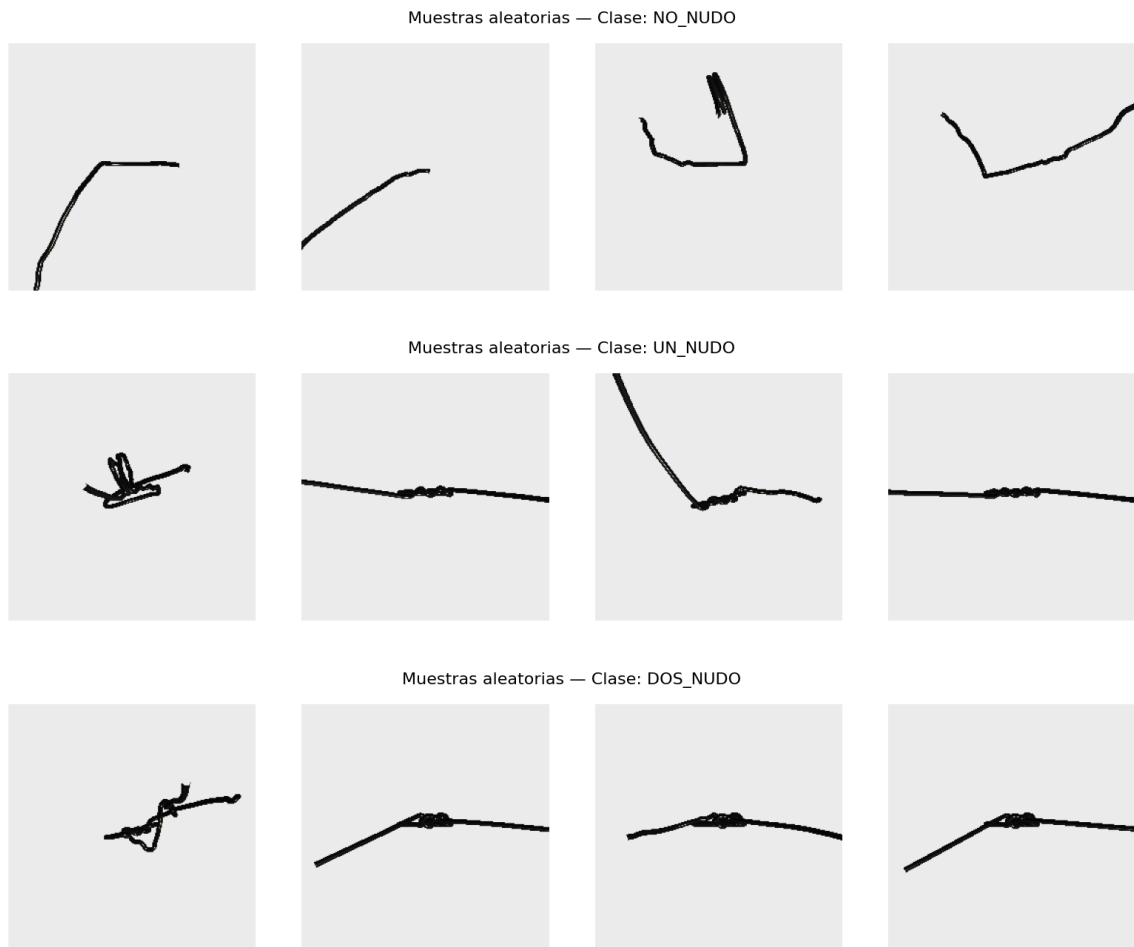 Muestras aleatorias — Clase: NO_NUDO
Muestras aleatorias — Clase: UN_NUDO
Muestras aleatorias — Clase: DOS_NUDO